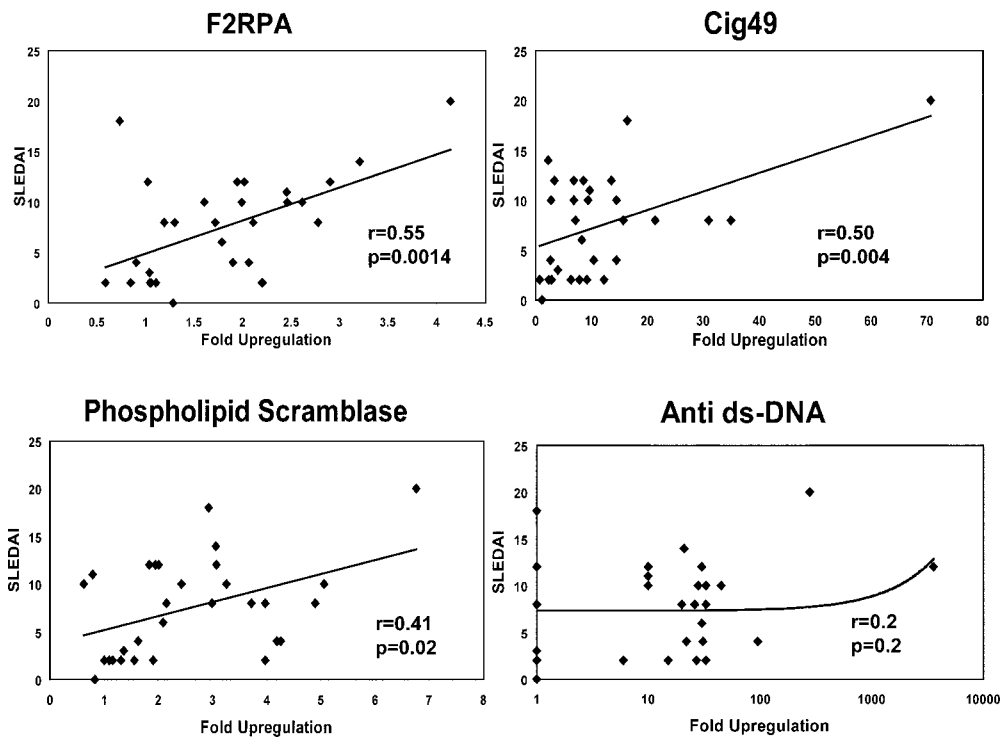 F2RPA
25
20
15
10
5
0
SLEDAI
0 0.5 1 1.5 2 2.5 3 3.5 4 4.5
Fold Upregulation
r=0.55
p=0.0014
Cig49
25
20
15
10
5
0
SLEDAI
0 10 20 30 40 50 60 70 80
Fold Upregulation
r=0.50
p=0.004
Phospholipid Scramblase
25
20
15
10
5
0
SLEDAI
0 1 2 3 4 5 6 7 8
Fold Upregulation
r=0.41
p=0.02
Anti ds-DNA
25
20
15
10
5
0
SLEDAI
1 10 100 1000 10000
Fold Upregulation
r=0.2
p=0.2